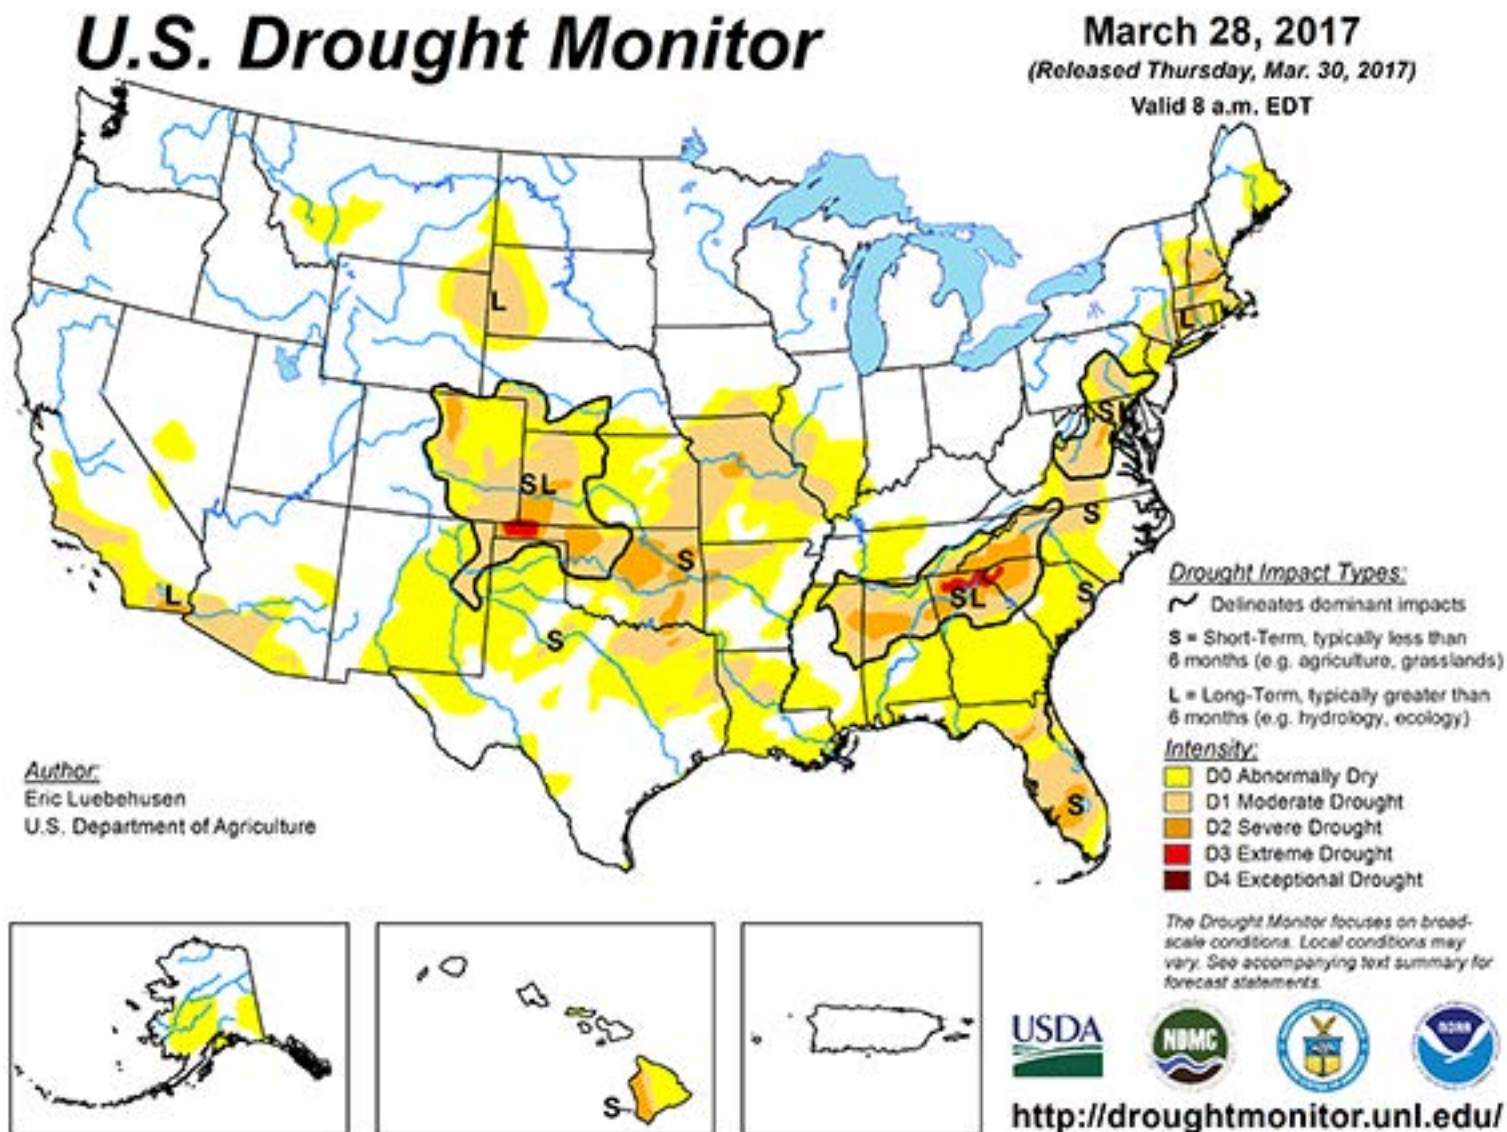 U.S. Drought Monitor
March 28, 2017
(Released Thursday, Mar. 30, 2017)
Valid 8 a.m. EDT
L
L
SL
SL
S
S
L
S
SL
S
S
S
Drought Impact Types:
Delineates dominant impacts
S = Short-Term, typically less than
6 months (e.g. agriculture, grasslands)
L = Long-Term, typically greater than
6 months (e.g. hydrology, ecology)
Intensity:
D0 Abnormally Dry
D1 Moderate Drought
D2 Severe Drought
D3 Extreme Drought
D4 Exceptional Drought
Author:
Eric Luebehusen
U.S. Department of Agriculture
The Drought Monitor focuses on broad-
scale conditions. Local conditions may
vary. See accompanying text summary for
forecast statements.
S
USDA
NDMC
NOAA
http://droughtmonitor.unl.edu/